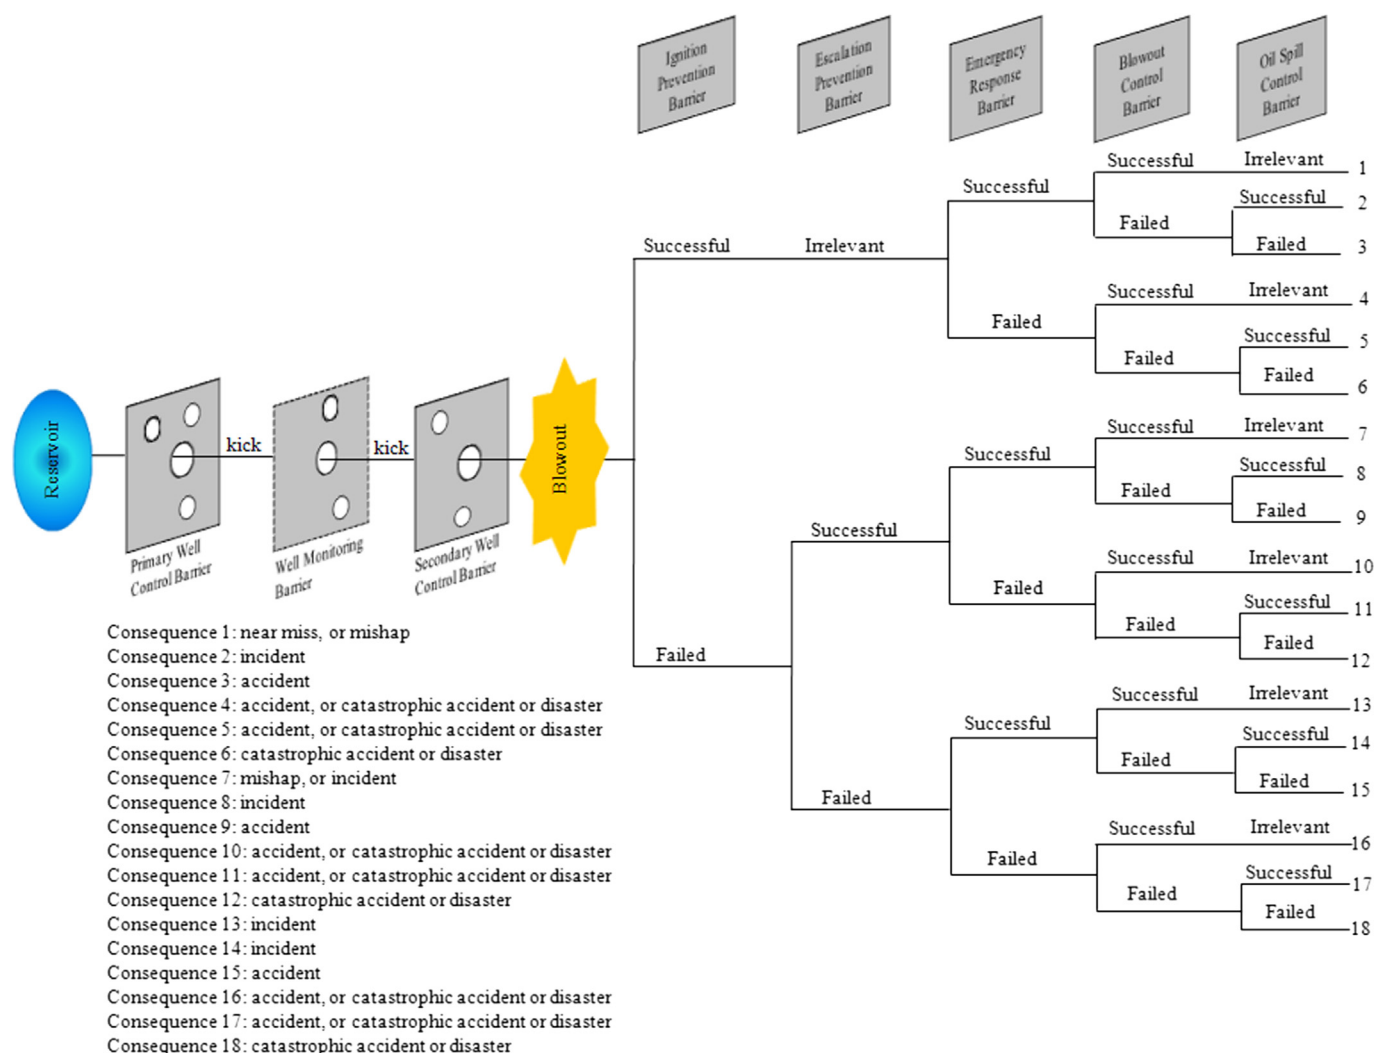 Ignition
Prevention
Barrier
Escalation
Prevention
Barrier
Emergency
Response
Barrier
Blowout
Control
Barrier
Oil Spill
Control
Barrier
Successful Irrelevant 1
Successful
Successful 2
Failed
Failed 3
Successful Irrelevant
Successful Irrelevant 4
Failed
Successful 5
Failed
Failed 6
Reservoir
kick
kick
Blowout
Primary Well
Control Barrier
Well Monitoring
Barrier
Secondary Well
Control Barrier
Successful Irrelevant 7
Successful
Successful 8
Failed
Failed 9
Successful
Successful Irrelevant 10
Failed
Successful 11
Failed
Failed 12
Failed
Successful Irrelevant 13
Successful
Successful 14
Failed
Failed 15
Failed
Successful Irrelevant 16
Failed
Successful 17
Failed
Failed 18
Consequence 1: near miss, or mishap
Consequence 2: incident
Consequence 3: accident
Consequence 4: accident, or catastrophic accident or disaster
Consequence 5: accident, or catastrophic accident or disaster
Consequence 6: catastrophic accident or disaster
Consequence 7: mishap, or incident
Consequence 8: incident
Consequence 9: accident
Consequence 10: accident, or catastrophic accident or disaster
Consequence 11: accident, or catastrophic accident or disaster
Consequence 12: catastrophic accident or disaster
Consequence 13: incident
Consequence 14: incident
Consequence 15: accident
Consequence 16: accident, or catastrophic accident or disaster
Consequence 17: accident, or catastrophic accident or disaster
Consequence 18: catastrophic accident or disaster